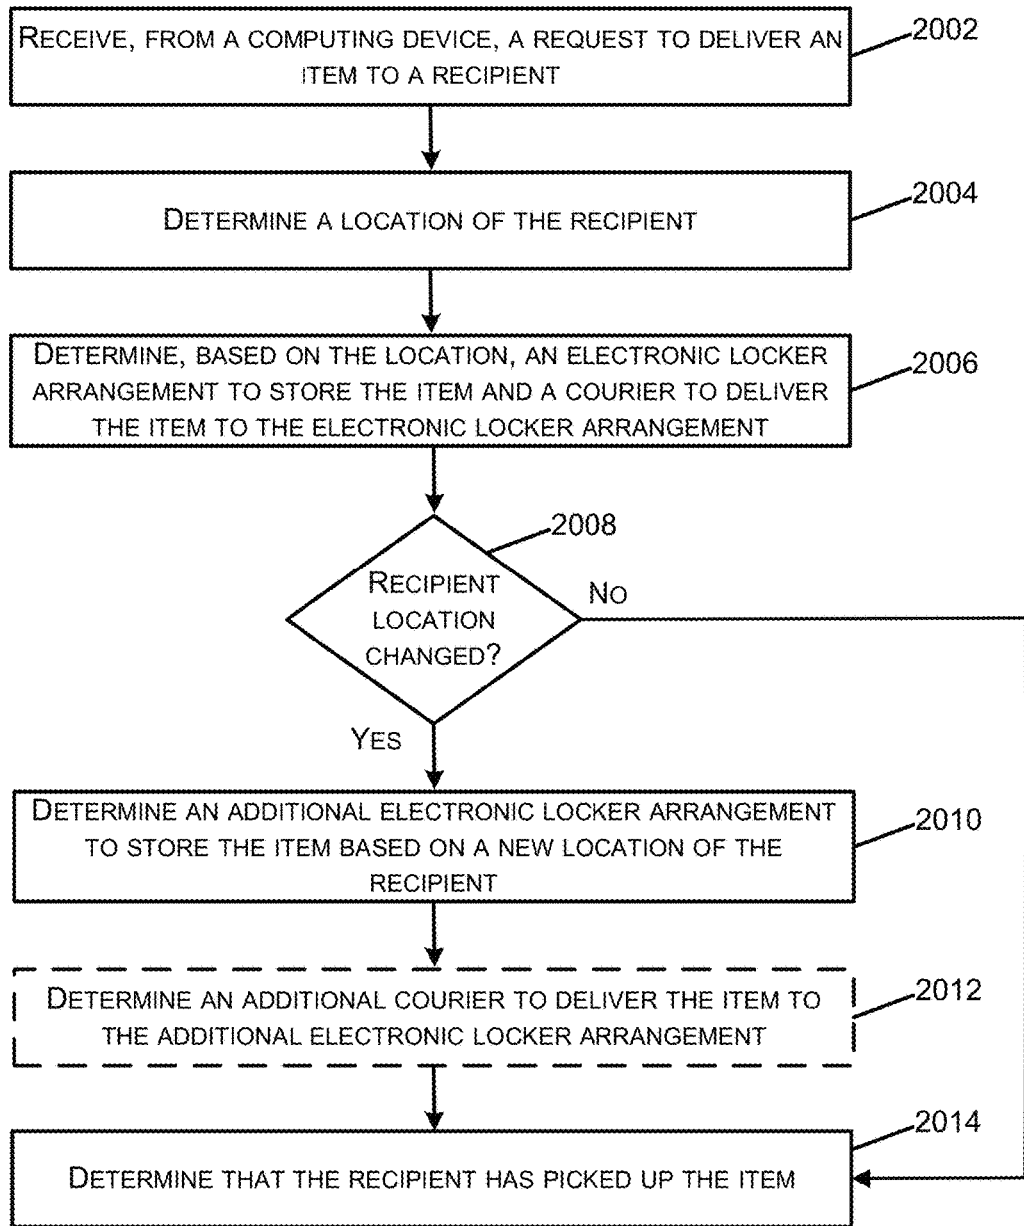 RECEIVE, FROM A COMPUTING DEVICE, A REQUEST TO DELIVER AN
ITEM TO A RECIPIENT
2002
DETERMINE A LOCATION OF THE RECIPIENT
2004
DETERMINE, BASED ON THE LOCATION, AN ELECTRONIC LOCKER
ARRANGEMENT TO STORE THE ITEM AND A COURIER TO DELIVER
THE ITEM TO THE ELECTRONIC LOCKER ARRANGEMENT
2006
2008
RECIPIENT
LOCATION
CHANGED?
NO
YES
DETERMINE AN ADDITIONAL ELECTRONIC LOCKER ARRANGEMENT
TO STORE THE ITEM BASED ON A NEW LOCATION OF THE
RECIPIENT
2010
DETERMINE AN ADDITIONAL COURIER TO DELIVER THE ITEM TO
THE ADDITIONAL ELECTRONIC LOCKER ARRANGEMENT
2012
2014
DETERMINE THAT THE RECIPIENT HAS PICKED UP THE ITEM